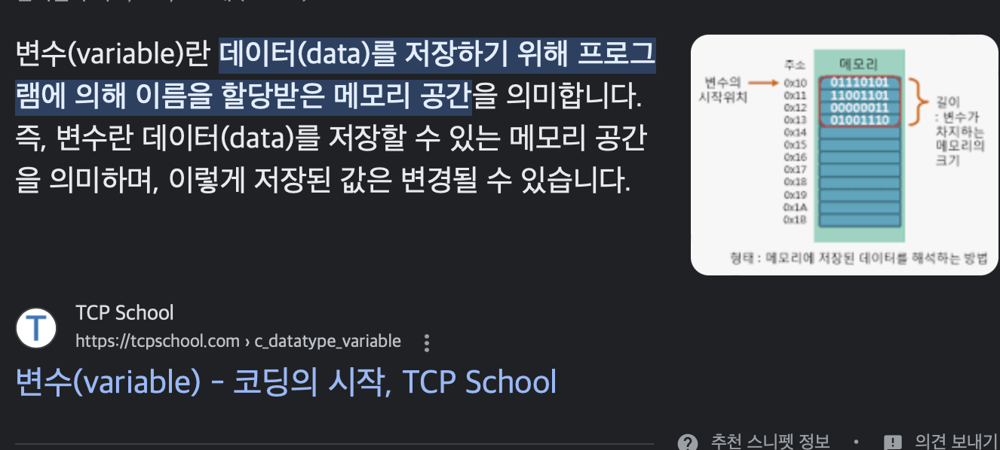 변수(variable)란 데이터(data)를 저장하기 위해 프로그
램에 의해 이름을 할당받은 메모리 공간을 의미합니다.
즉, 변수란 데이터(data)를 저장할 수 있는 메모리 공간
을 의미하며, 이렇게 저장된 값은 변경될 수 있습니다.
주소
메모리
변수의
시작위치
0x10
01110101
0x11
11001101
0x12
00000011
0x13
01001110
0x14
0x15
0x16
0x17
0x18
0x19
0x1A
0x1B
길이
: 변수가
차지하는
메모리의
크기
형태 : 메모리에 저장된 데이터를 해석하는 방법
T
TCP School
https://tcpschool.com › c_datatype_variable
변수(variable) - 코딩의 시작, TCP School
추천 스니펫 정보 • 의견 보내기